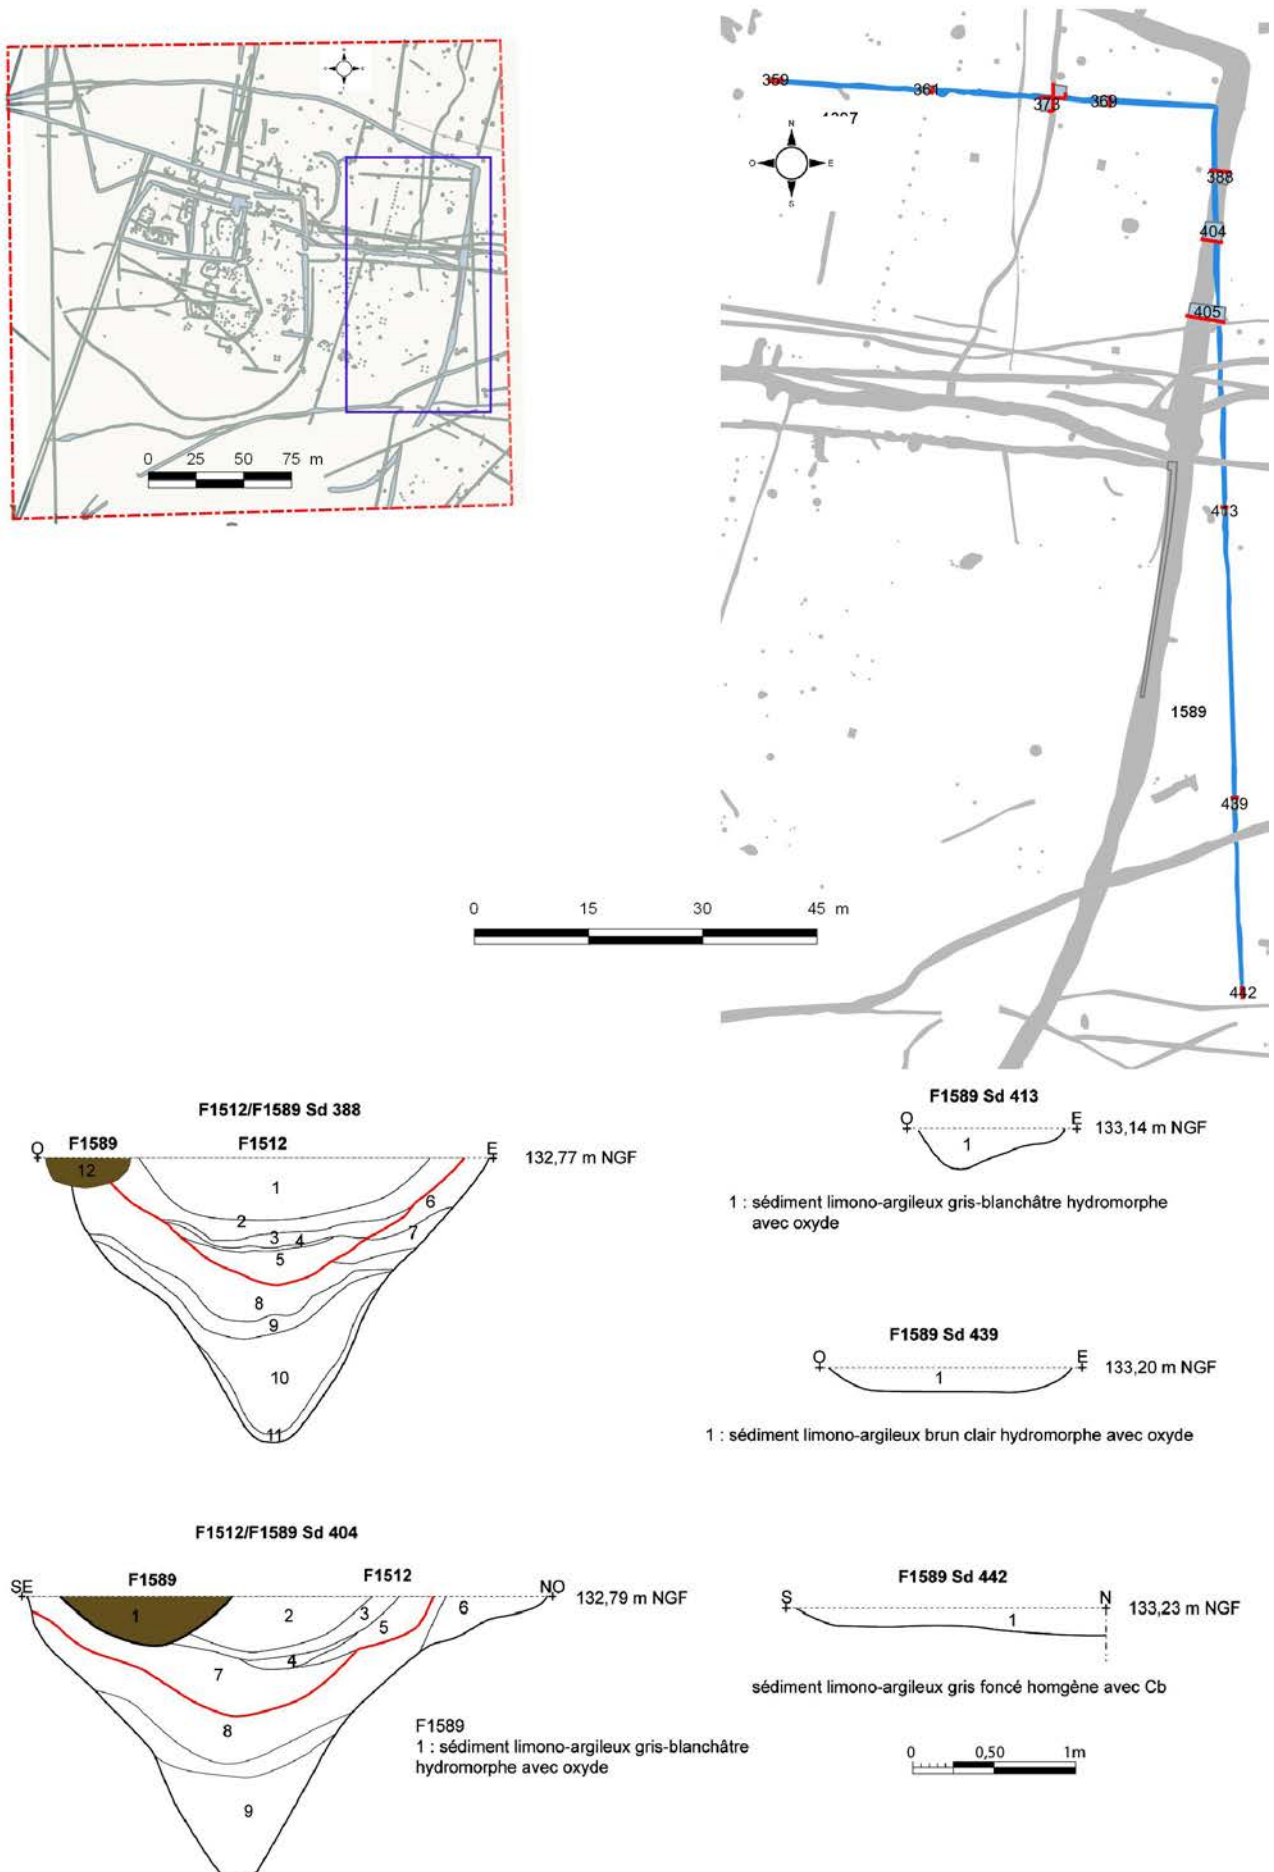 0 25 50 75 m
359
361
373
369
N
O E
S
388
404
405
413
1589
439
442
0 15 30 45 m
F1512/F1589 Sd 388
O F1589 F1512 E 132,77 m NGF
12
1
2
3 4
5
6
7
8
9
10
11
F1589 Sd 413
O E 133,14 m NGF
1
1 : sédiment limono-argileux gris-blanchâtre hydromorphe
avec oxyde
F1589 Sd 439
O E 133,20 m NGF
1
1 : sédiment limono-argileux brun clair hydromorphe avec oxyde
F1512/F1589 Sd 404
SE F1589 F1512 NO 132,79 m NGF
1 2 3 6
5
4
7
8
9
F1589
1 : sédiment limono-argileux gris-blanchâtre
hydromorphe avec oxyde
F1589 Sd 442
S N 133,23 m NGF
1
sédiment limono-argileux gris foncé homgène avec Cb
0 0,50 1m